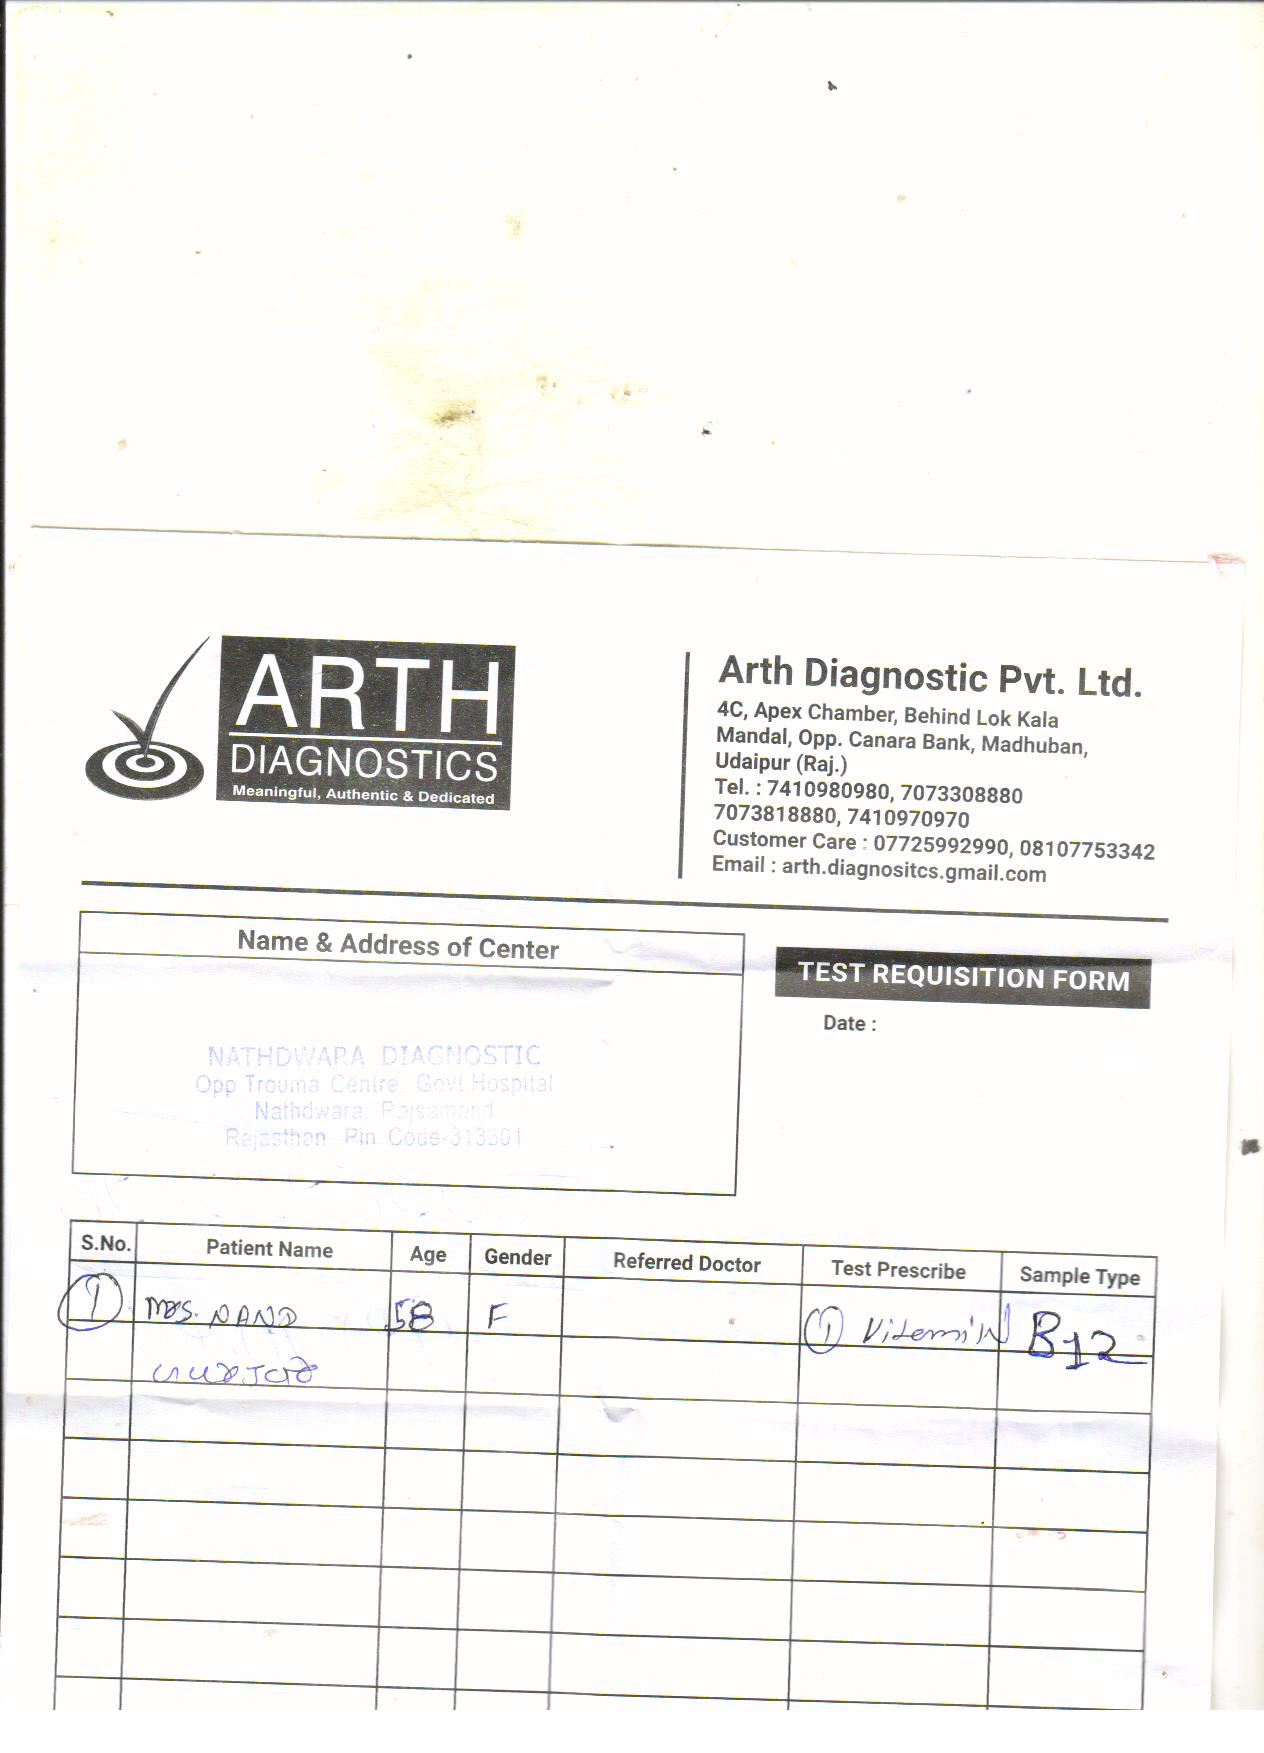 ARTH
DIAGNOSTICS
Meaningful, Authentic & Dedicated
Arth Diagnostic Pvt. Ltd.
4C, Apex Chamber, Behind Lok Kala
Mandal, Opp. Canara Bank, Madhuban,
Udaipur (Raj.)
Tel. : 7410980980, 7073308880
7073818880, 7410970970
Customer Care : 07725992990, 08107753342
Email : arth.diagnositcs.gmail.com
Name & Address of Center
TEST REQUISITION FORM
Date :
NATHDWARA DIAGNOSTIC
Opp Trouma Centre, Govt Hospital
Nathdwara, Rajsamand
Rajasthan Pin Code-313301
S.No. Patient Name Age Gender Referred Doctor Test Prescribe Sample Type
1 Mrs. NAND 58 F 1 Vitamin B12